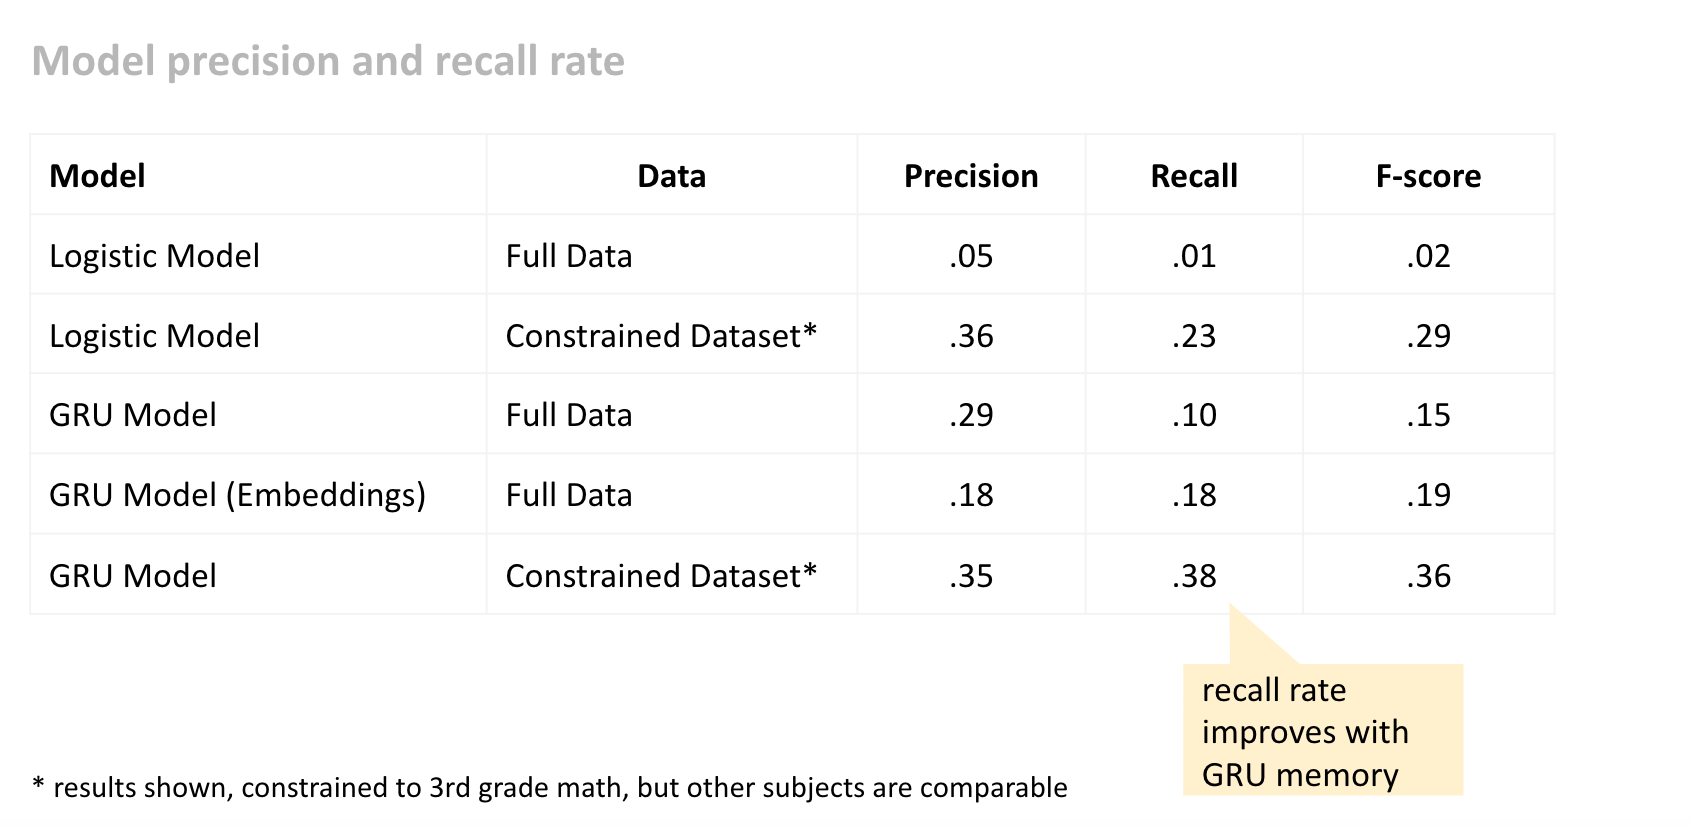 Model precision and recall rate
Model Data Precision Recall F-score
Logistic Model Full Data .05 .01 .02
Logistic Model Constrained Dataset* .36 .23 .29
GRU Model Full Data .29 .10 .15
GRU Model (Embeddings) Full Data .18 .18 .19
GRU Model Constrained Dataset* .35 .38 .36
recall rate
improves with
GRU memory
* results shown, constrained to 3rd grade math, but other subjects are comparable